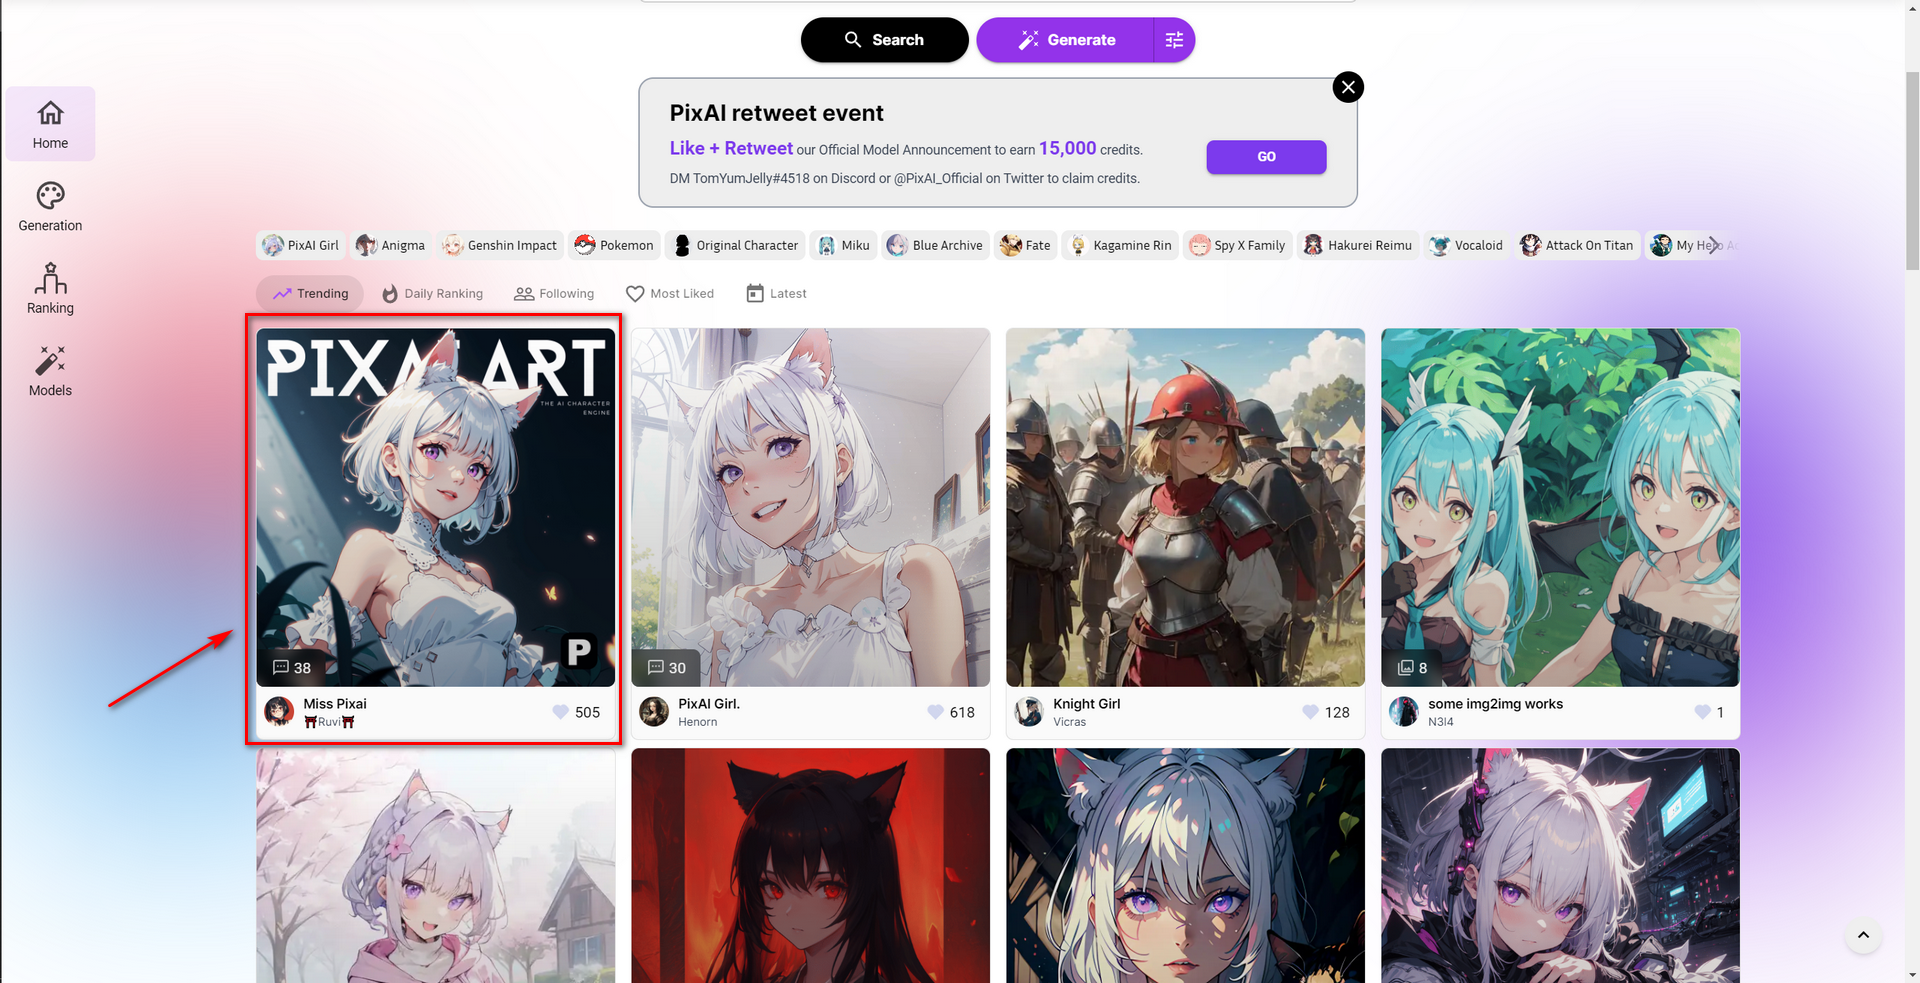 Search
Generate
PixAI retweet event
Like + Retweet our Official Model Announcement to earn 15,000 credits.
DM TomYumJelly#4518 on Discord or @PixAI_Official on Twitter to claim credits.
GO
Home
Generation
Ranking
Models
PixAI Girl
Anigma
Genshin Impact
Pokemon
Original Character
Miku
Blue Archive
Fate
Kagamine Rin
Spy X Family
Hakurei Reimu
Vocaloid
Attack On Titan
My Hero Ac
Trending
Daily Ranking
Following
Most Liked
Latest
PIXAI ART
THE AI CHARACTER
ENGINE
P
38
Miss Pixai
⛩Ruvi⛩
505
30
PixAI Girl.
Henorn
618
Knight Girl
Vicras
128
8
some img2img works
N3l4
1